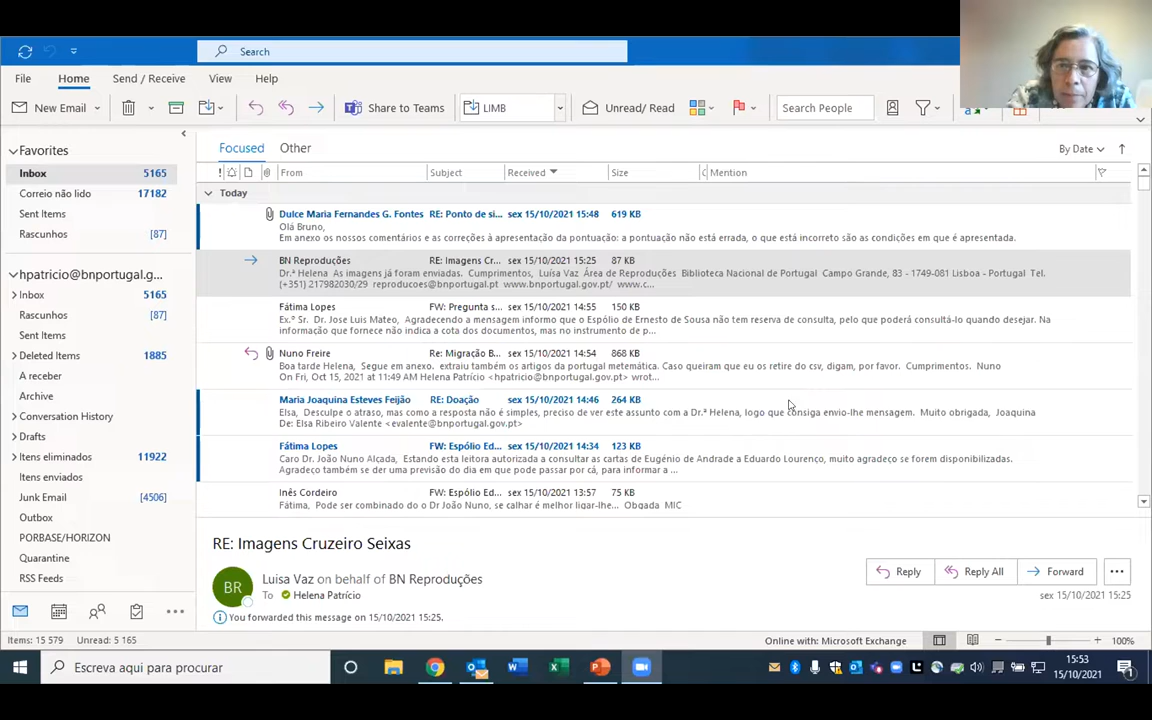 Search
File Home Send / Receive View Help
New Email Share to Teams LIMB Unread/ Read Search People
Favorites
Inbox 5165
Correio não lido 17182
Sent Items
Rascunhos [87]
hpatricio@bnportugal.g...
Inbox 5165
Rascunhos [87]
Sent Items
Deleted Items 1885
A receber
Archive
Conversation History
Drafts
Itens eliminados 11922
Itens enviados
Junk Email [4506]
Outbox
PORBASE/HORIZON
Quarantine
RSS Feeds
Focused Other By Date
! From Subject Received Size Mention
Today
Dulce Maria Fernandes G. Fontes RE: Ponto de si... sex 15/10/2021 15:48 619 KB
Olá Bruno,
Em anexo os nossos comentários e as correções à apresentação da pontuação: a pontuação não está errada, o que está incorreto são as condições em que é apresentada.
BN Reproduções RE: Imagens Cr... sex 15/10/2021 15:25 87 KB
Dr.ª Helena As imagens já foram enviadas. Cumprimentos, Luísa Vaz Área de Reproduções Biblioteca Nacional de Portugal Campo Grande, 83 - 1749-081 Lisboa - Portugal Tel.
(+351) 217982030/29 reproducoes@bnportugal.pt www.bnportugal.gov.pt/ www.c...
Fátima Lopes FW: Pregunta s... sex 15/10/2021 14:55 150 KB
Ex.º Sr. Dr. Jose Luis Mateo, Agradecendo a mensagem informo que o Espólio de Ernesto de Sousa não tem reserva de consulta, pelo que poderá consultá-lo quando desejar. Na
informação que fornece não indica a cota dos documentos, mas no instrumento de p...
Nuno Freire Re: Migração B... sex 15/10/2021 14:54 868 KB
Boa tarde Helena, Segue em anexo. extraiu também os artigos da portugal metemática. Caso queiram que eu os retire do csv, digam, por favor. Cumprimentos. Nuno
On Fri, Oct 15, 2021 at 11:49 AM Helena Patrício <hpatricio@bnportugal.gov.pt> wrot...
Maria Joaquina Esteves Feijão RE: Doação sex 15/10/2021 14:46 264 KB
Elsa, Desculpe o atraso, mas como a resposta não é simples, preciso de ver este assunto com a Dr.ª Helena, logo que consiga envio-lhe mensagem. Muito obrigada, Joaquina
De: Elsa Ribeiro Valente <evalente@bnportugal.gov.pt>
Fátima Lopes FW: Espólio Ed... sex 15/10/2021 14:34 123 KB
Caro Dr. João Nuno Alçada, Estando esta leitora autorizada a consultar as cartas de Eugénio de Andrade a Eduardo Lourenço, muito agradeço se forem disponibilizadas.
Agradeço também se der uma previsão do dia em que pode passar por cá, para informar a ...
Inês Cordeiro FW: Espólio Ed... sex 15/10/2021 13:57 75 KB
Fátima, Pode ser combinado do o Dr João Nuno, se calhar é melhor ligar-lhe... Obgada MIC
RE: Imagens Cruzeiro Seixas
BR
Luisa Vaz on behalf of BN Reproduções
To Helena Patrício
Reply Reply All Forward
sex 15/10/2021 15:25
You forwarded this message on 15/10/2021 15:25.
Items: 15 579 Unread: 5 165 Online with: Microsoft Exchange 100%
Escreva aqui para procurar
15:53
15/10/2021